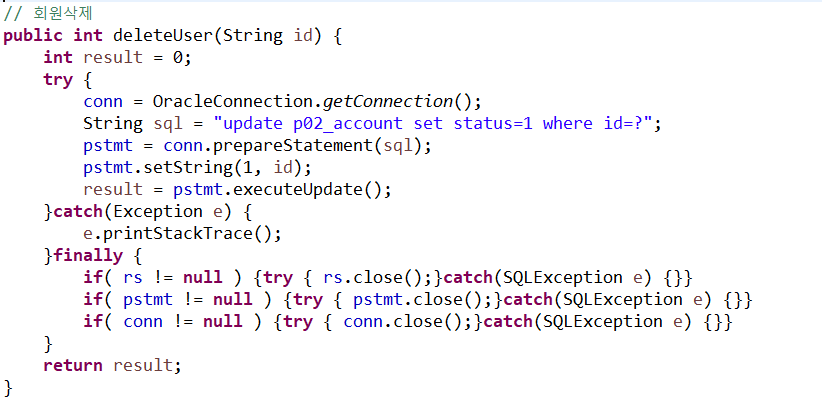 // 회원삭제
public int deleteUser(String id) {
    int result = 0;
    try {
        conn = OracleConnection.getConnection();
        String sql = "update p02_account set status=1 where id=?";
        pstmt = conn.prepareStatement(sql);
        pstmt.setString(1, id);
        result = pstmt.executeUpdate();
    }catch(Exception e) {
        e.printStackTrace();
    }finally {
        if( rs != null ) {try { rs.close();}catch(SQLException e) {}}
        if( pstmt != null ) {try { pstmt.close();}catch(SQLException e) {}}
        if( conn != null ) {try { conn.close();}catch(SQLException e) {}}
    }
    return result;
}